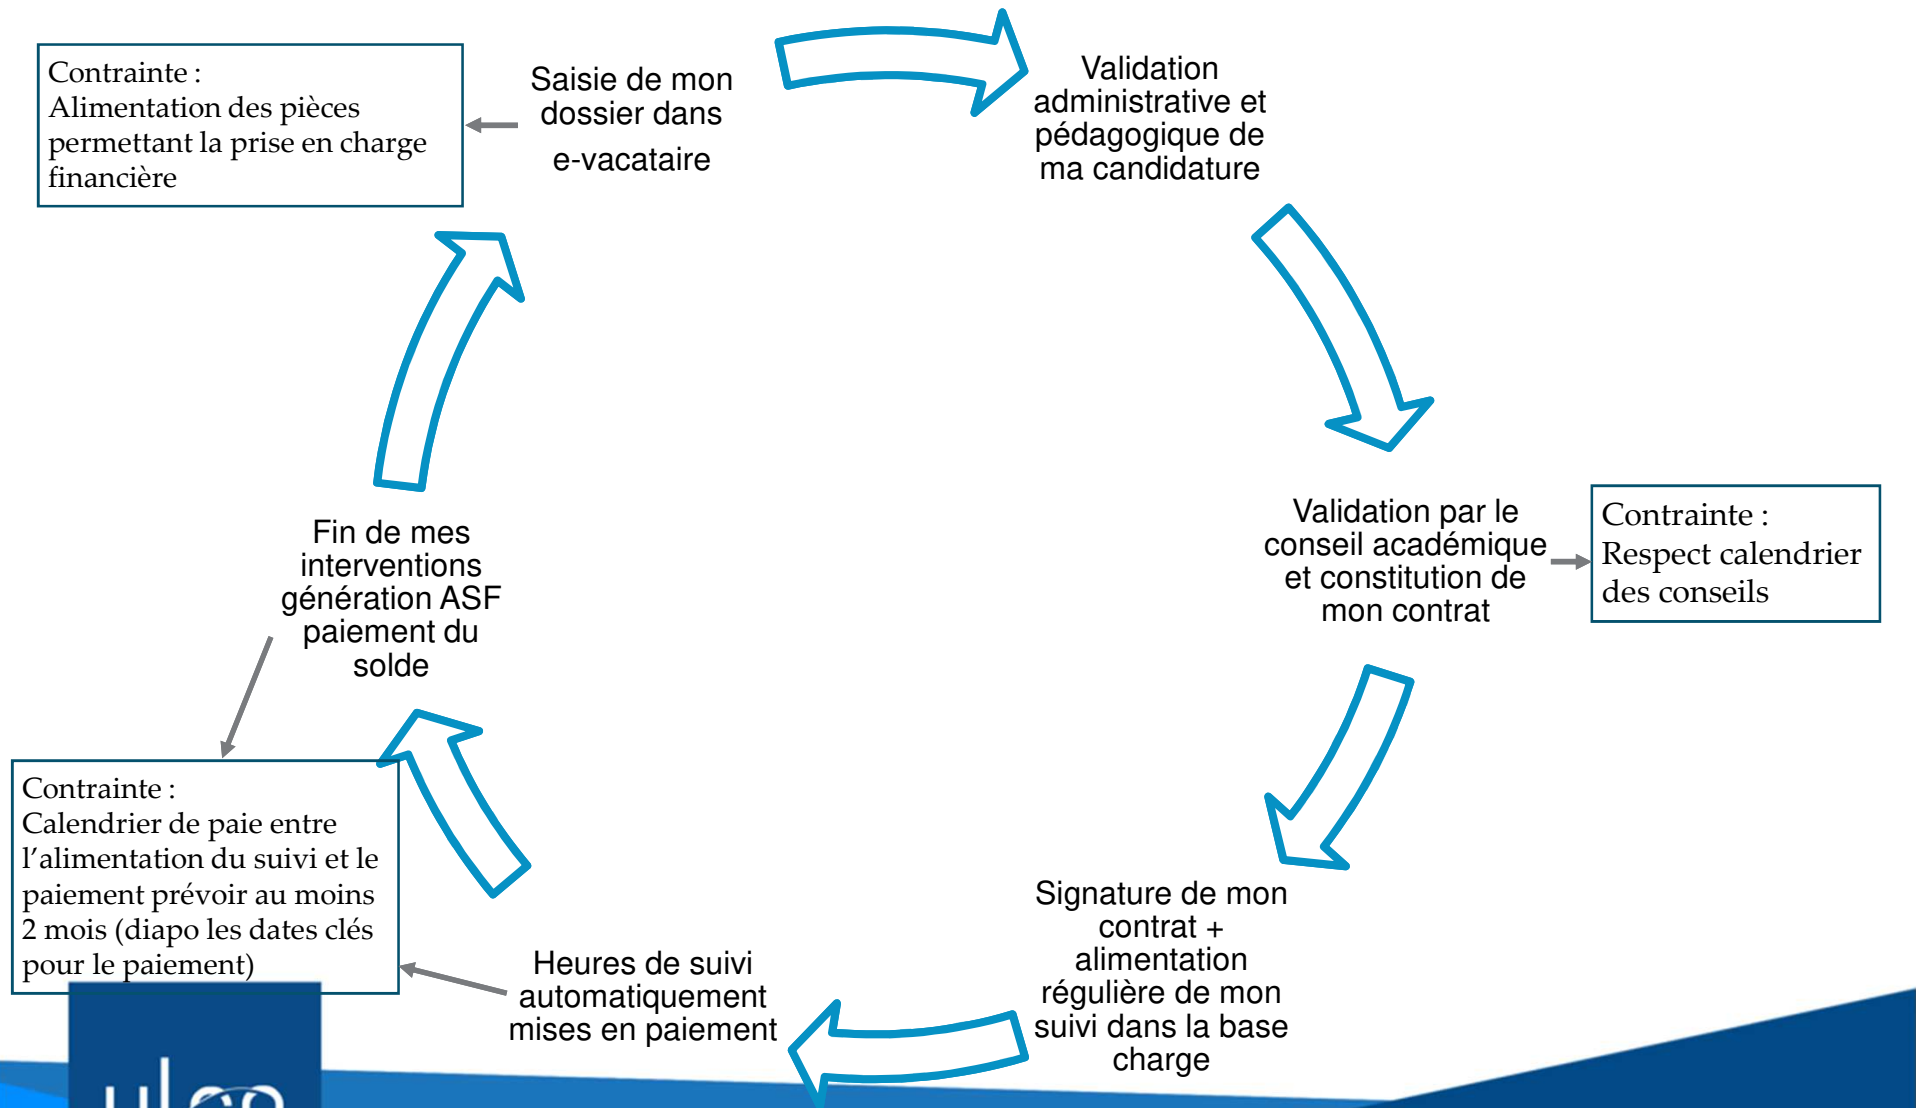 Contrainte :
Alimentation des pièces
permettant la prise en charge
financière
Saisie de mon
dossier dans
e-vacataire
Validation
administrative et
pédagogique de
ma candidature
Validation par le
conseil académique
et constitution de
mon contrat
Contrainte :
Respect calendrier
des conseils
Signature de mon
contrat +
alimentation
régulière de mon
suivi dans la base
charge
Heures de suivi
automatiquement
mises en paiement
Fin de mes
interventions
génération ASF
paiement du
solde
Contrainte :
Calendrier de paie entre
l’alimentation du suivi et le
paiement prévoir au moins
2 mois (diapo les dates clés
pour le paiement)